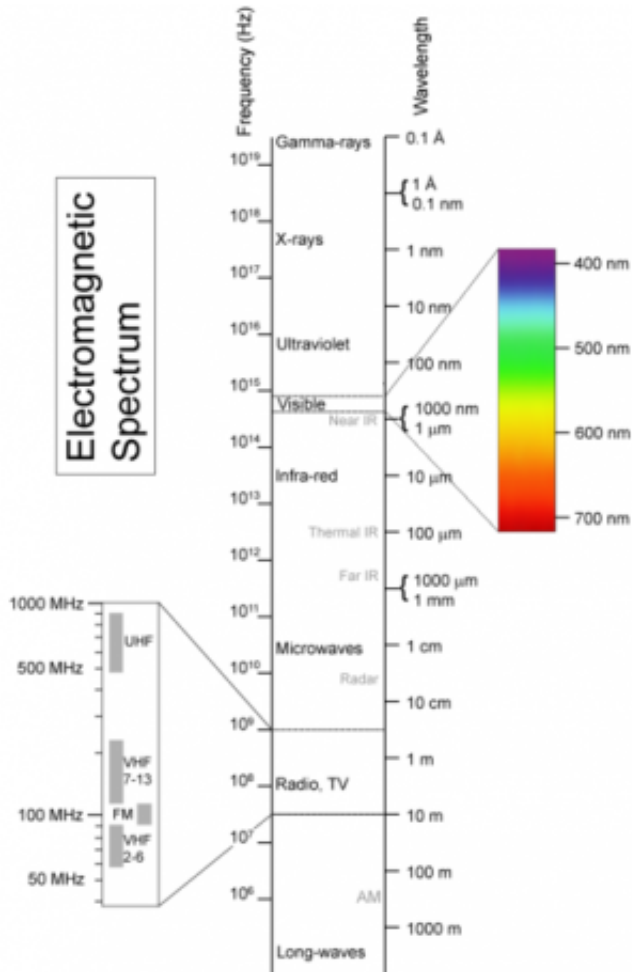 Electromagnetic
Spectrum
Frequency (Hz)
Wavelength
Gamma-rays
X-rays
Ultraviolet
Visible
Near IR
Infra-red
Thermal IR
Far IR
Microwaves
Radar
Radio, TV
AM
Long-waves
10¹⁹
10¹⁸
10¹⁷
10¹⁶
10¹⁵
10¹⁴
10¹³
10¹²
10¹¹
10¹⁰
10⁹
10⁸
10⁷
10⁶
0.1 Å
1 Å
0.1 nm
1 nm
10 nm
100 nm
1000 nm
1 μm
10 μm
100 μm
1000 μm
1 mm
1 cm
10 cm
1 m
10 m
100 m
1000 m
400 nm
500 nm
600 nm
700 nm
1000 MHz
UHF
500 MHz
VHF
7-13
100 MHz
FM
VHF
2-6
50 MHz